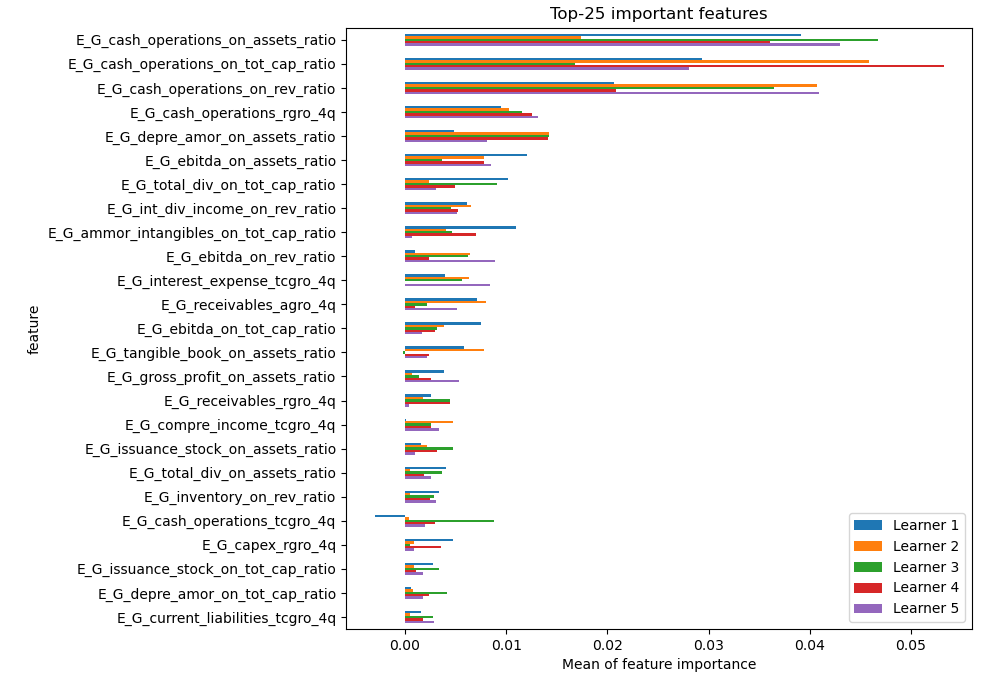 Top-25 important features
E_G_cash_operations_on_assets_ratio
E_G_cash_operations_on_tot_cap_ratio
E_G_cash_operations_on_rev_ratio
E_G_cash_operations_rgro_4q
E_G_depre_amor_on_assets_ratio
E_G_ebitda_on_assets_ratio
E_G_total_div_on_tot_cap_ratio
E_G_int_div_income_on_rev_ratio
E_G_ammor_intangibles_on_tot_cap_ratio
E_G_ebitda_on_rev_ratio
E_G_interest_expense_tcgro_4q
E_G_receivables_agro_4q
E_G_ebitda_on_tot_cap_ratio
E_G_tangible_book_on_assets_ratio
E_G_gross_profit_on_assets_ratio
E_G_receivables_rgro_4q
E_G_compre_income_tcgro_4q
E_G_issuance_stock_on_assets_ratio
E_G_total_div_on_assets_ratio
E_G_inventory_on_rev_ratio
E_G_cash_operations_tcgro_4q
E_G_capex_rgro_4q
E_G_issuance_stock_on_tot_cap_ratio
E_G_depre_amor_on_tot_cap_ratio
E_G_current_liabilities_tcgro_4q
feature
Learner 1
Learner 2
Learner 3
Learner 4
Learner 5
0.00 0.01 0.02 0.03 0.04 0.05
Mean of feature importance